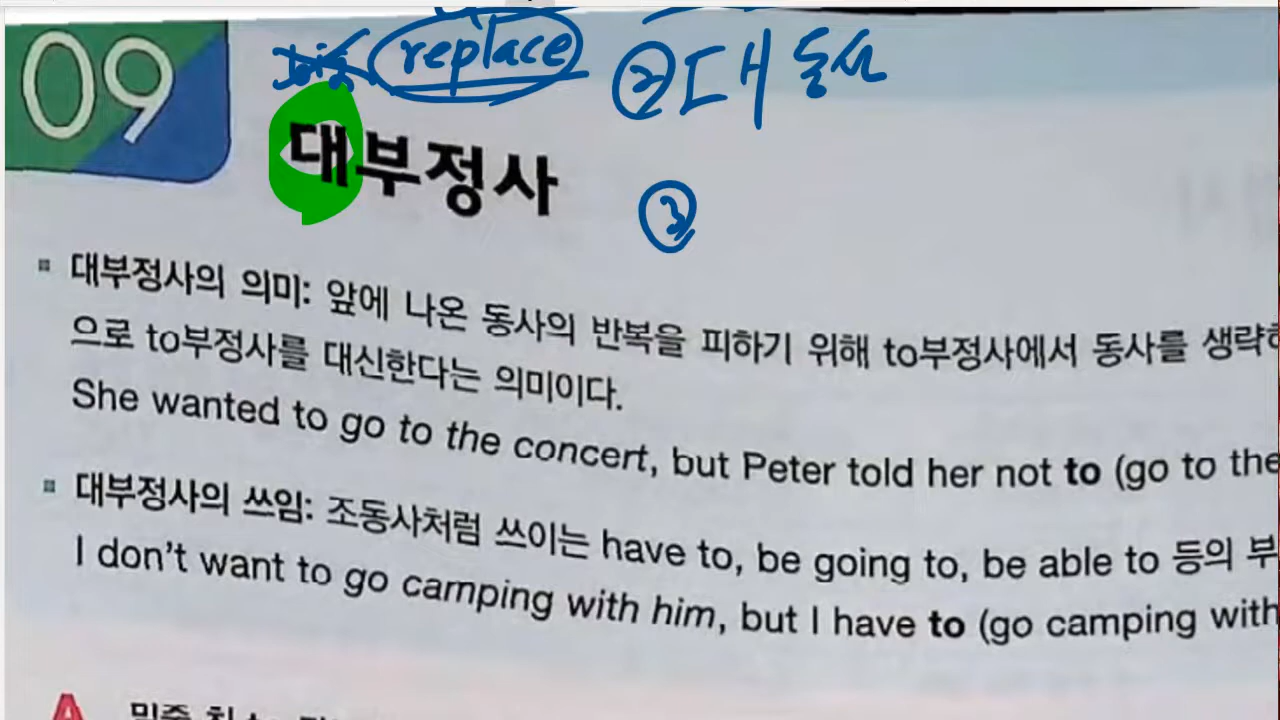 replace ② 대동사
09
대부정사
③
대부정사의 의미: 앞에 나온 동사의 반복을 피하기 위해 to부정사에서 동사를 생략
으로 to부정사를 대신한다는 의미이다.
She wanted to go to the concert, but Peter told her not to (go to the
대부정사의 쓰임: 조동사처럼 쓰이는 have to, be going to, be able to 등의 부
I don't want to go camping with him, but I have to (go camping with
A